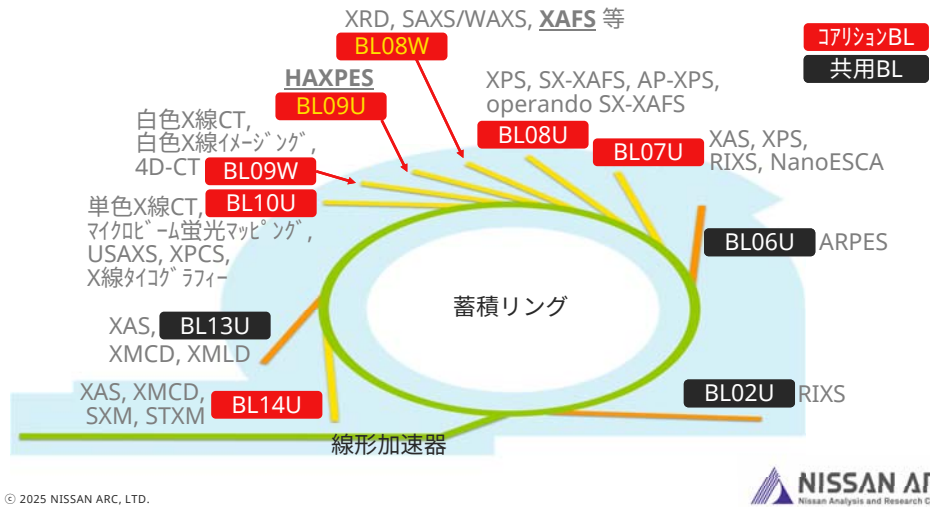 XRD, SAXS/WAXS, XAFS 等
BL08W
ｺｱﾘｼｮﾝBL
共用BL
HAXPES
BL09U
XPS, SX-XAFS, AP-XPS,
operando SX-XAFS
BL08U
白色X線CT,
白色X線ｲﾒｰｼﾞﾝｸﾞ,
4D-CT BL09W
BL07U XAS, XPS,
RIXS, NanoESCA
単色X線CT, BL10U
ﾏｲｸﾛﾋﾞｰﾑ蛍光ﾏｯﾋﾟﾝｸﾞ,
USAXS, XPCS,
X線ﾀｲｺｸﾞﾗﾌｨｰ
BL06U ARPES
蓄積リング
XAS, BL13U
XMCD, XMLD
XAS, XMCD,
SXM, STXM BL14U
BL02U RIXS
線形加速器
ⓒ 2025 NISSAN ARC, LTD.
NISSAN
Nissan Analysis and Research